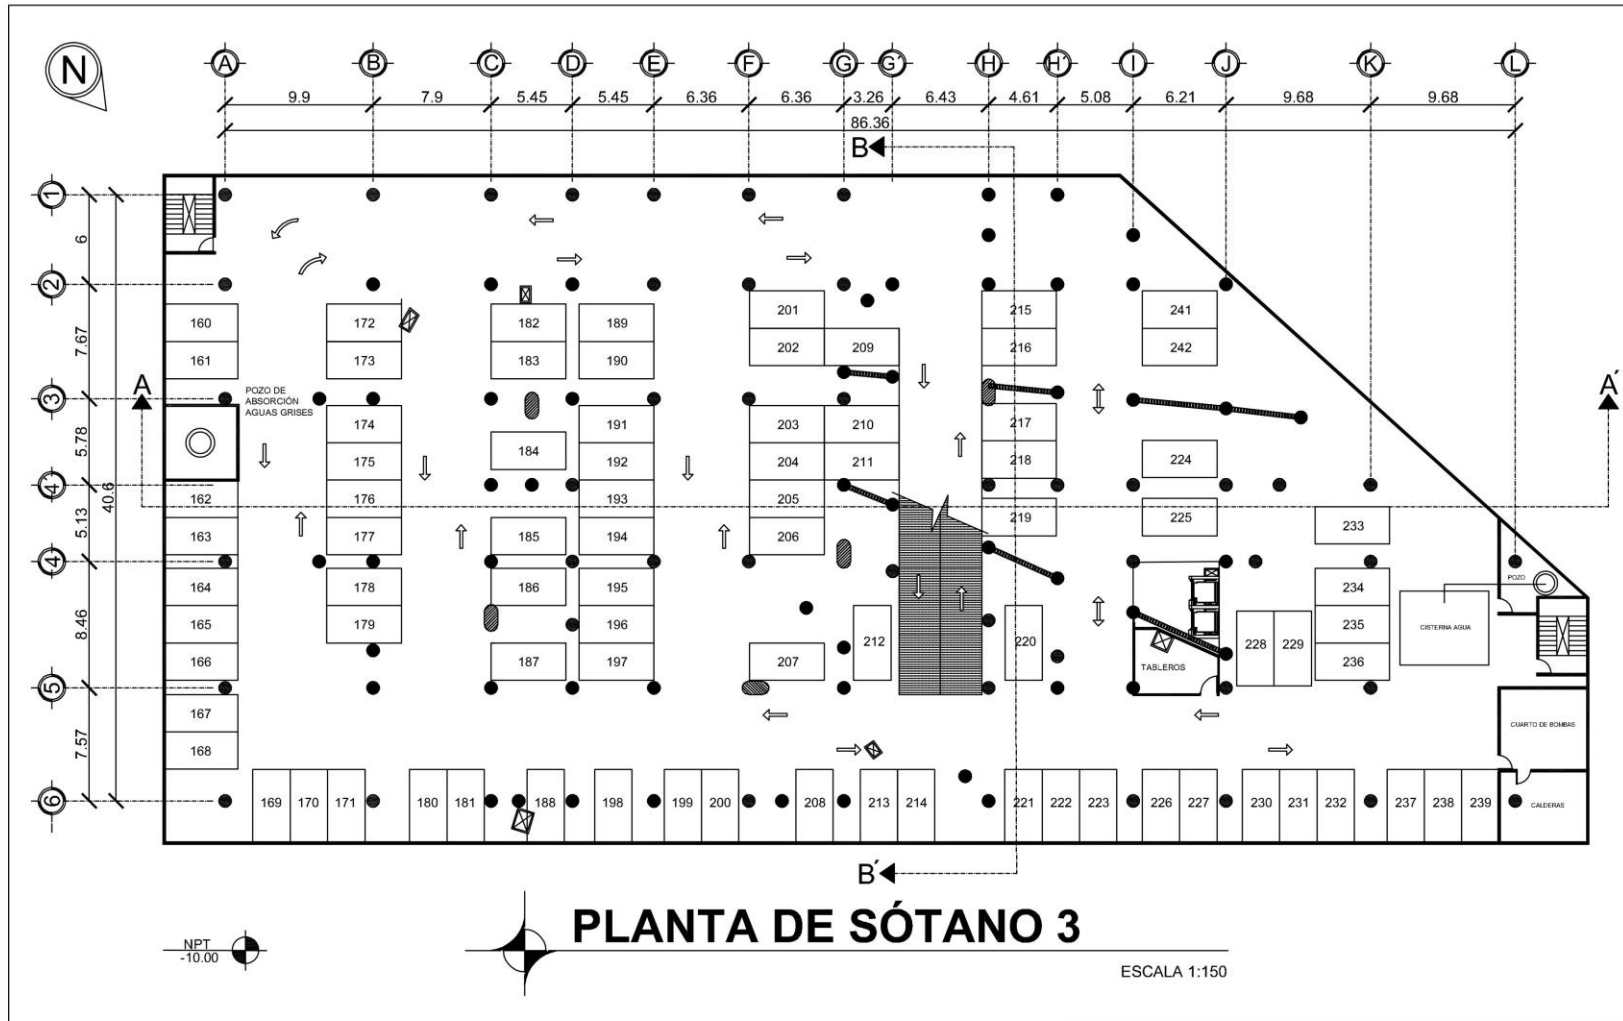 N
A B C D E F G G´ H H´ I J K L
9.9 7.9 5.45 5.45 6.36 6.36 3.26 6.43 4.61 5.08 6.21 9.68 9.68
86.36
B
1
6
2
7.67
3
5.78
4´
5.13
4
8.46
5
7.57
6
40.6
A
A´
201 215 241
160 172 182 189
202 209 216 242
161 173 183 190
POZO DE
ABSORCIÓN
AGUAS GRISES
174 191 203 210 217
184 224
175 192 204 211 218
162 176 193 205 219 225
233
163 177 185 194 206
POZO
164 178 186 195 234
165 179 196 235
CISTERNA AGUA
212 220 228 229
166 187 197 207 236
TABLEROS
167
CUARTO DE BOMBAS
168
169 170 171 180 181 188 198 199 200 208 213 214 221 222 223 226 227 230 231 232 237 238 239
CALDERAS
B´
PLANTA DE SÓTANO 3
NPT
-10.00
ESCALA 1:150